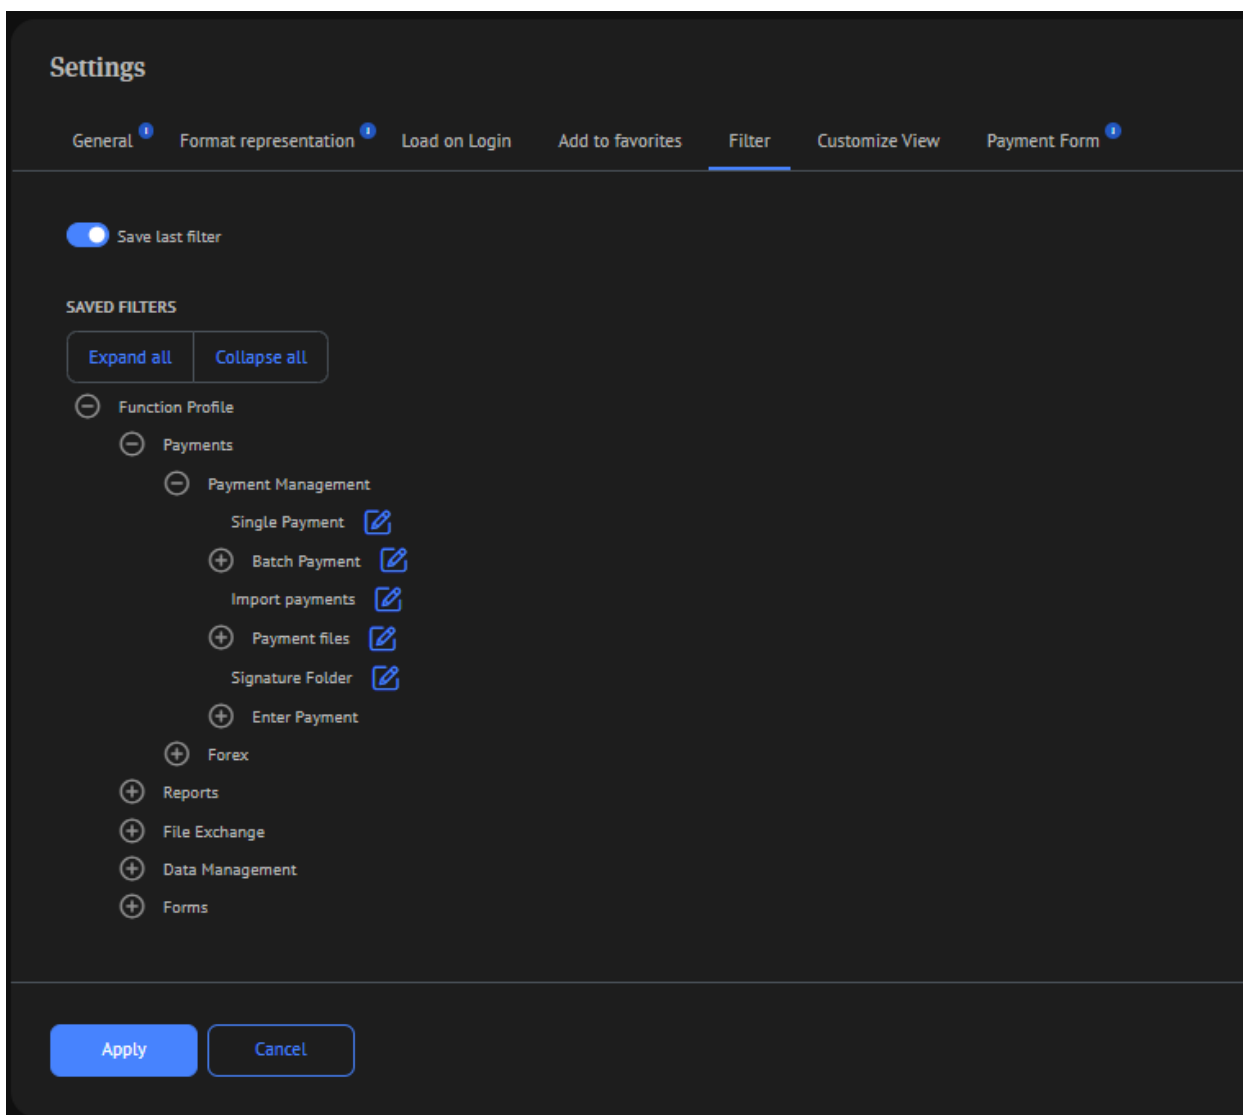 Settings
General Format representation Load on Login Add to favorites Filter Customize View Payment Form
Save last filter
SAVED FILTERS
Expand all Collapse all
Function Profile
Payments
Payment Management
Single Payment
Batch Payment
Import payments
Payment files
Signature Folder
Enter Payment
Forex
Reports
File Exchange
Data Management
Forms
Apply Cancel